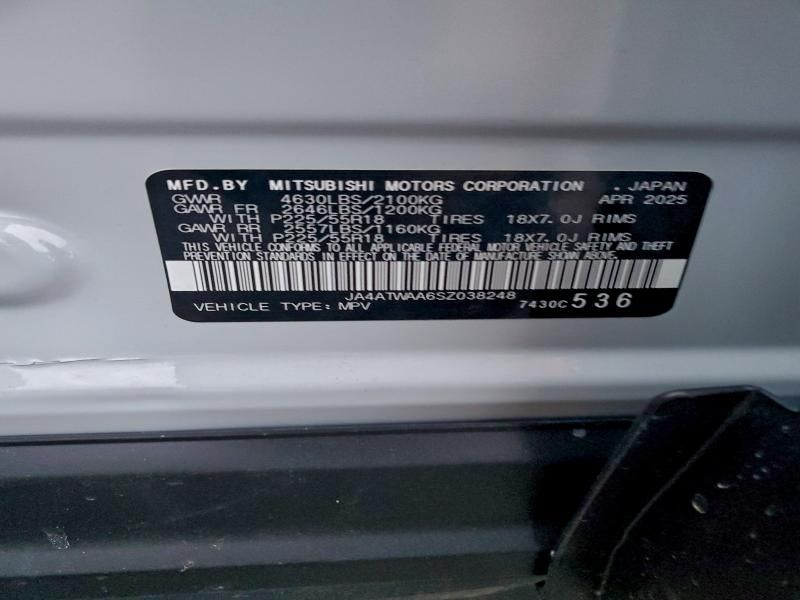 MFD.BY MITSUBISHI MOTORS CORPORATION . JAPAN
GVWR 4630LBS/2100KG APR 2025
GAWR FR 2646LBS/1200KG
WITH P225/55R18 TIRES 18X7.0J RIMS
GAWR RR 2557LBS/1160KG
WITH P225/55R18 TIRES 18X7.0J RIMS
THIS VEHICLE CONFORMS TO ALL APPLICABLE FEDERAL MOTOR VEHICLE SAFETY AND THEFT
PREVENTION STANDARDS IN EFFECT ON THE DATE OF MANUFACTURE SHOWN ABOVE.
JA4ATWAA6SZ038248
VEHICLE TYPE: MPV 7430C 536